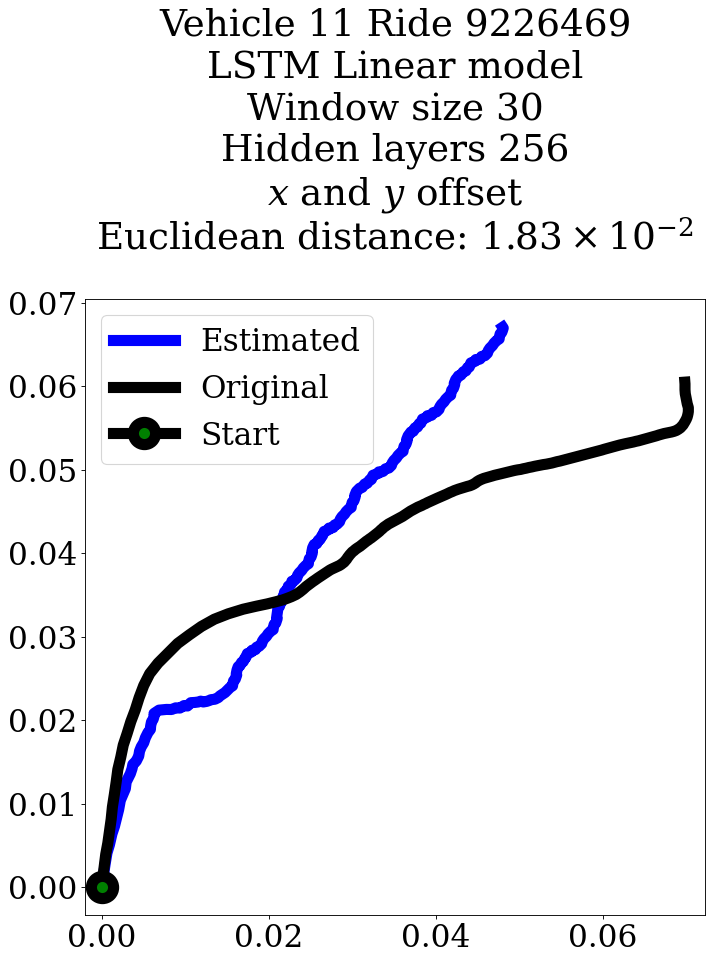 Vehicle 11 Ride 9226469
LSTM Linear model
Window size 30
Hidden layers 256
x and y offset
Euclidean distance: 1.83 × 10⁻²
0.07
0.06
0.05
0.04
0.03
0.02
0.01
0.00
Estimated
Original
Start
0.00 0.02 0.04 0.06